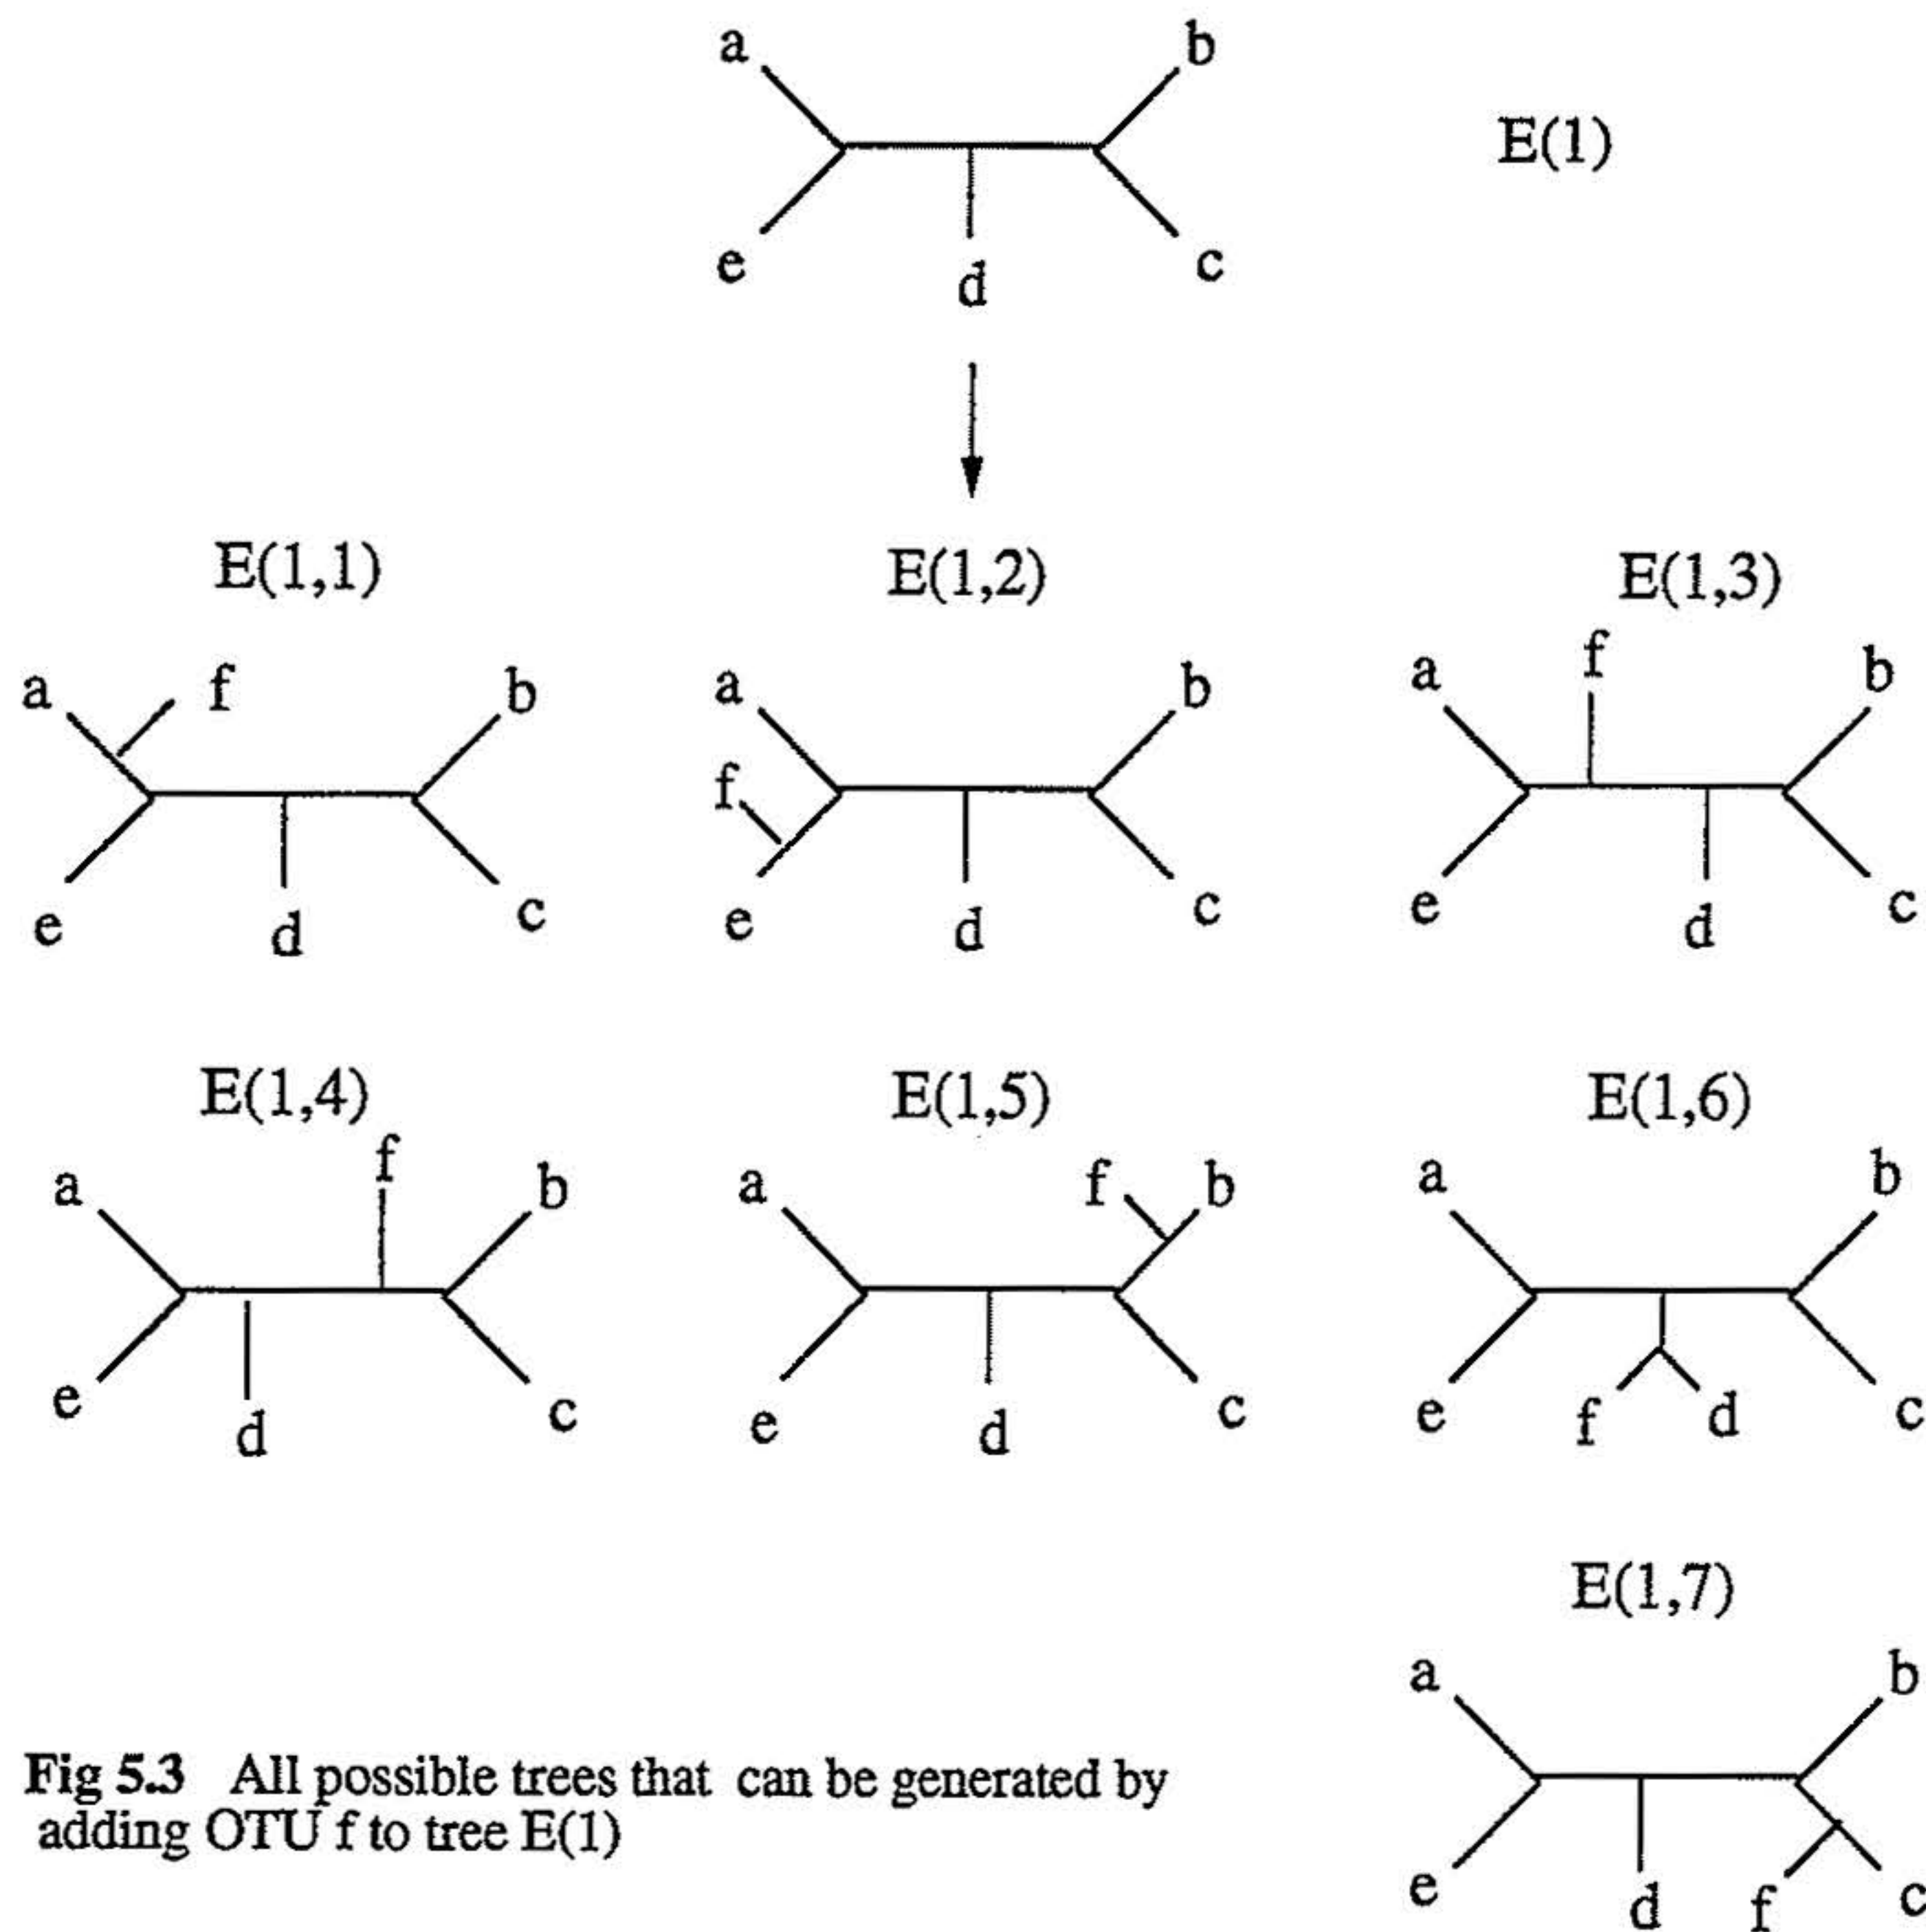 a b
E(1)
e d c
E(1,1) E(1,2) E(1,3)
a f b a b a f b
f
e d c e d c e d c
E(1,4) E(1,5) E(1,6)
a f b a f b a b
e d c e d c e f d c
E(1,7)
a b
Fig 5.3 All possible trees that can be generated by
adding OTU f to tree E(1)
e d f c